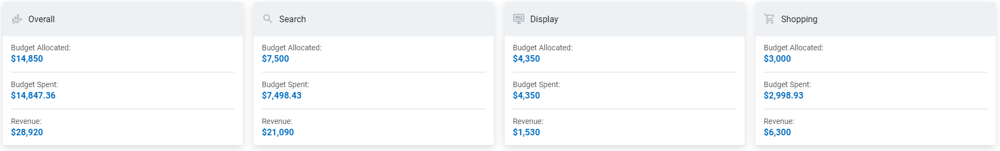 Overall
Budget Allocated:
$14,850
Budget Spent:
$14,847.36
Revenue:
$28,920
Search
Budget Allocated:
$7,500
Budget Spent:
$7,498.43
Revenue:
$21,090
Display
Budget Allocated:
$4,350
Budget Spent:
$4,350
Revenue:
$1,530
Shopping
Budget Allocated:
$3,000
Budget Spent:
$2,998.93
Revenue:
$6,300